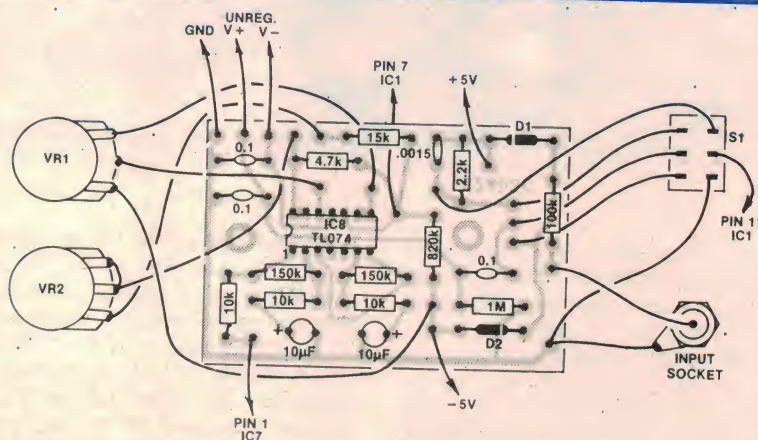 UNREG.
GND V+ V-
PIN 7
IC1
+5V
VR1
VR2
0.1
0.1
4.7k
15k
.0015
2.2k
D1
S1
100k
PIN 11
IC1
IC8
TL074
1
820k
0.1
150k
150k
10k
10k
10k
1M
D2
+
10µF
+
10µF
INPUT
SOCKET
PIN 1
IC7
-5V